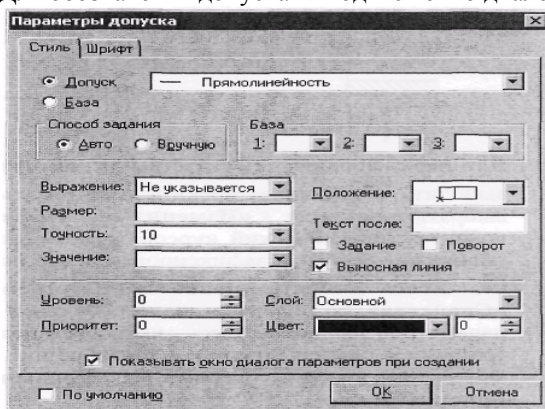 Параметры допуска
Стиль Шрифт
Допуск — Прямолинейность
База
Способ задания База
Авто Вручную 1: 2: 3:
Выражение: Не указывается Положение:
Размер: Текст после:
Точность: 10 Задание Поворот
Значение: Выносная линия
Уровень: 0 Слой: Основной
Приоритет: 0 Цвет: 0
Показывать окно диалога параметров при создании
По умолчанию OK Отмена